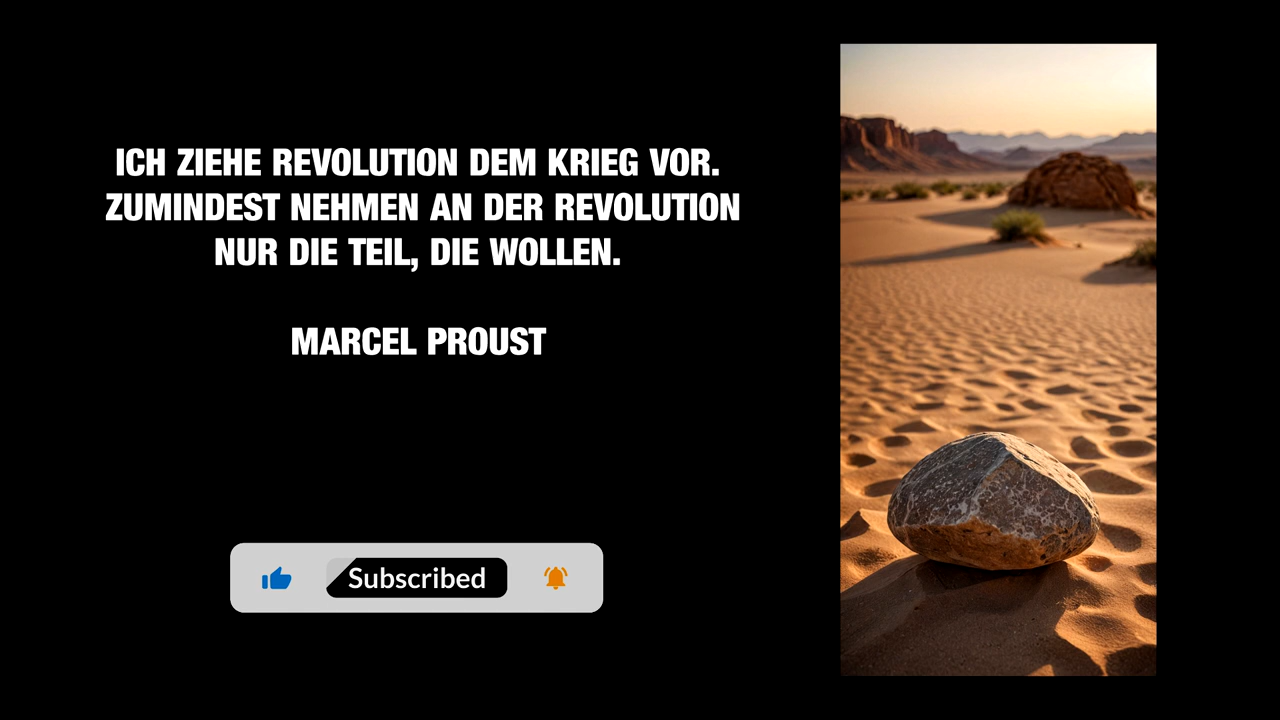 ICH ZIEHE REVOLUTION DEM KRIEG VOR.
ZUMINDEST NEHMEN AN DER REVOLUTION
NUR DIE TEIL, DIE WOLLEN.
MARCEL PROUST
Subscribed